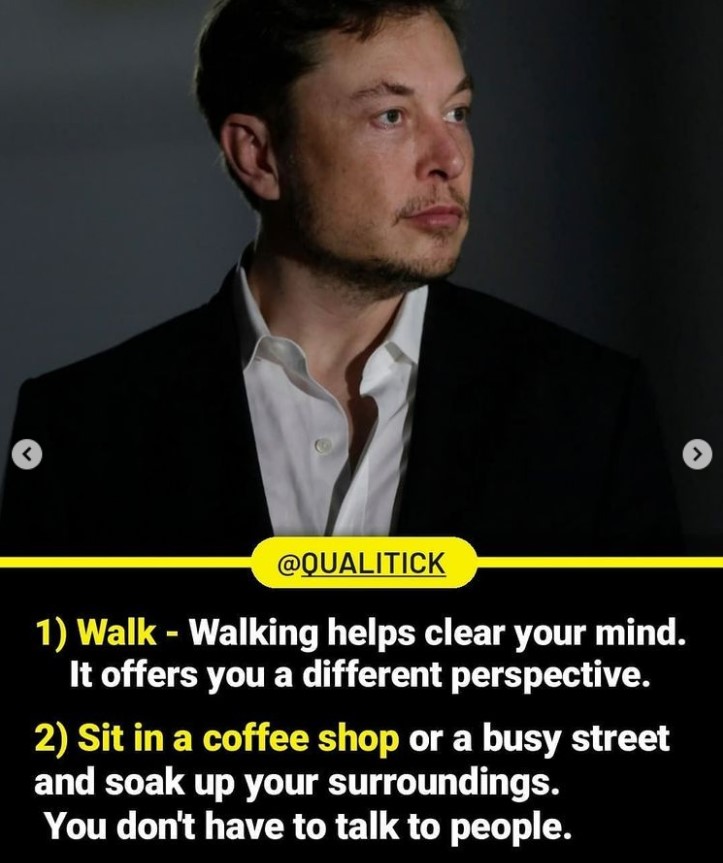 @QUALITICK
1) Walk - Walking helps clear your mind.
It offers you a different perspective.
2) Sit in a coffee shop or a busy street
and soak up your surroundings.
You don't have to talk to people.